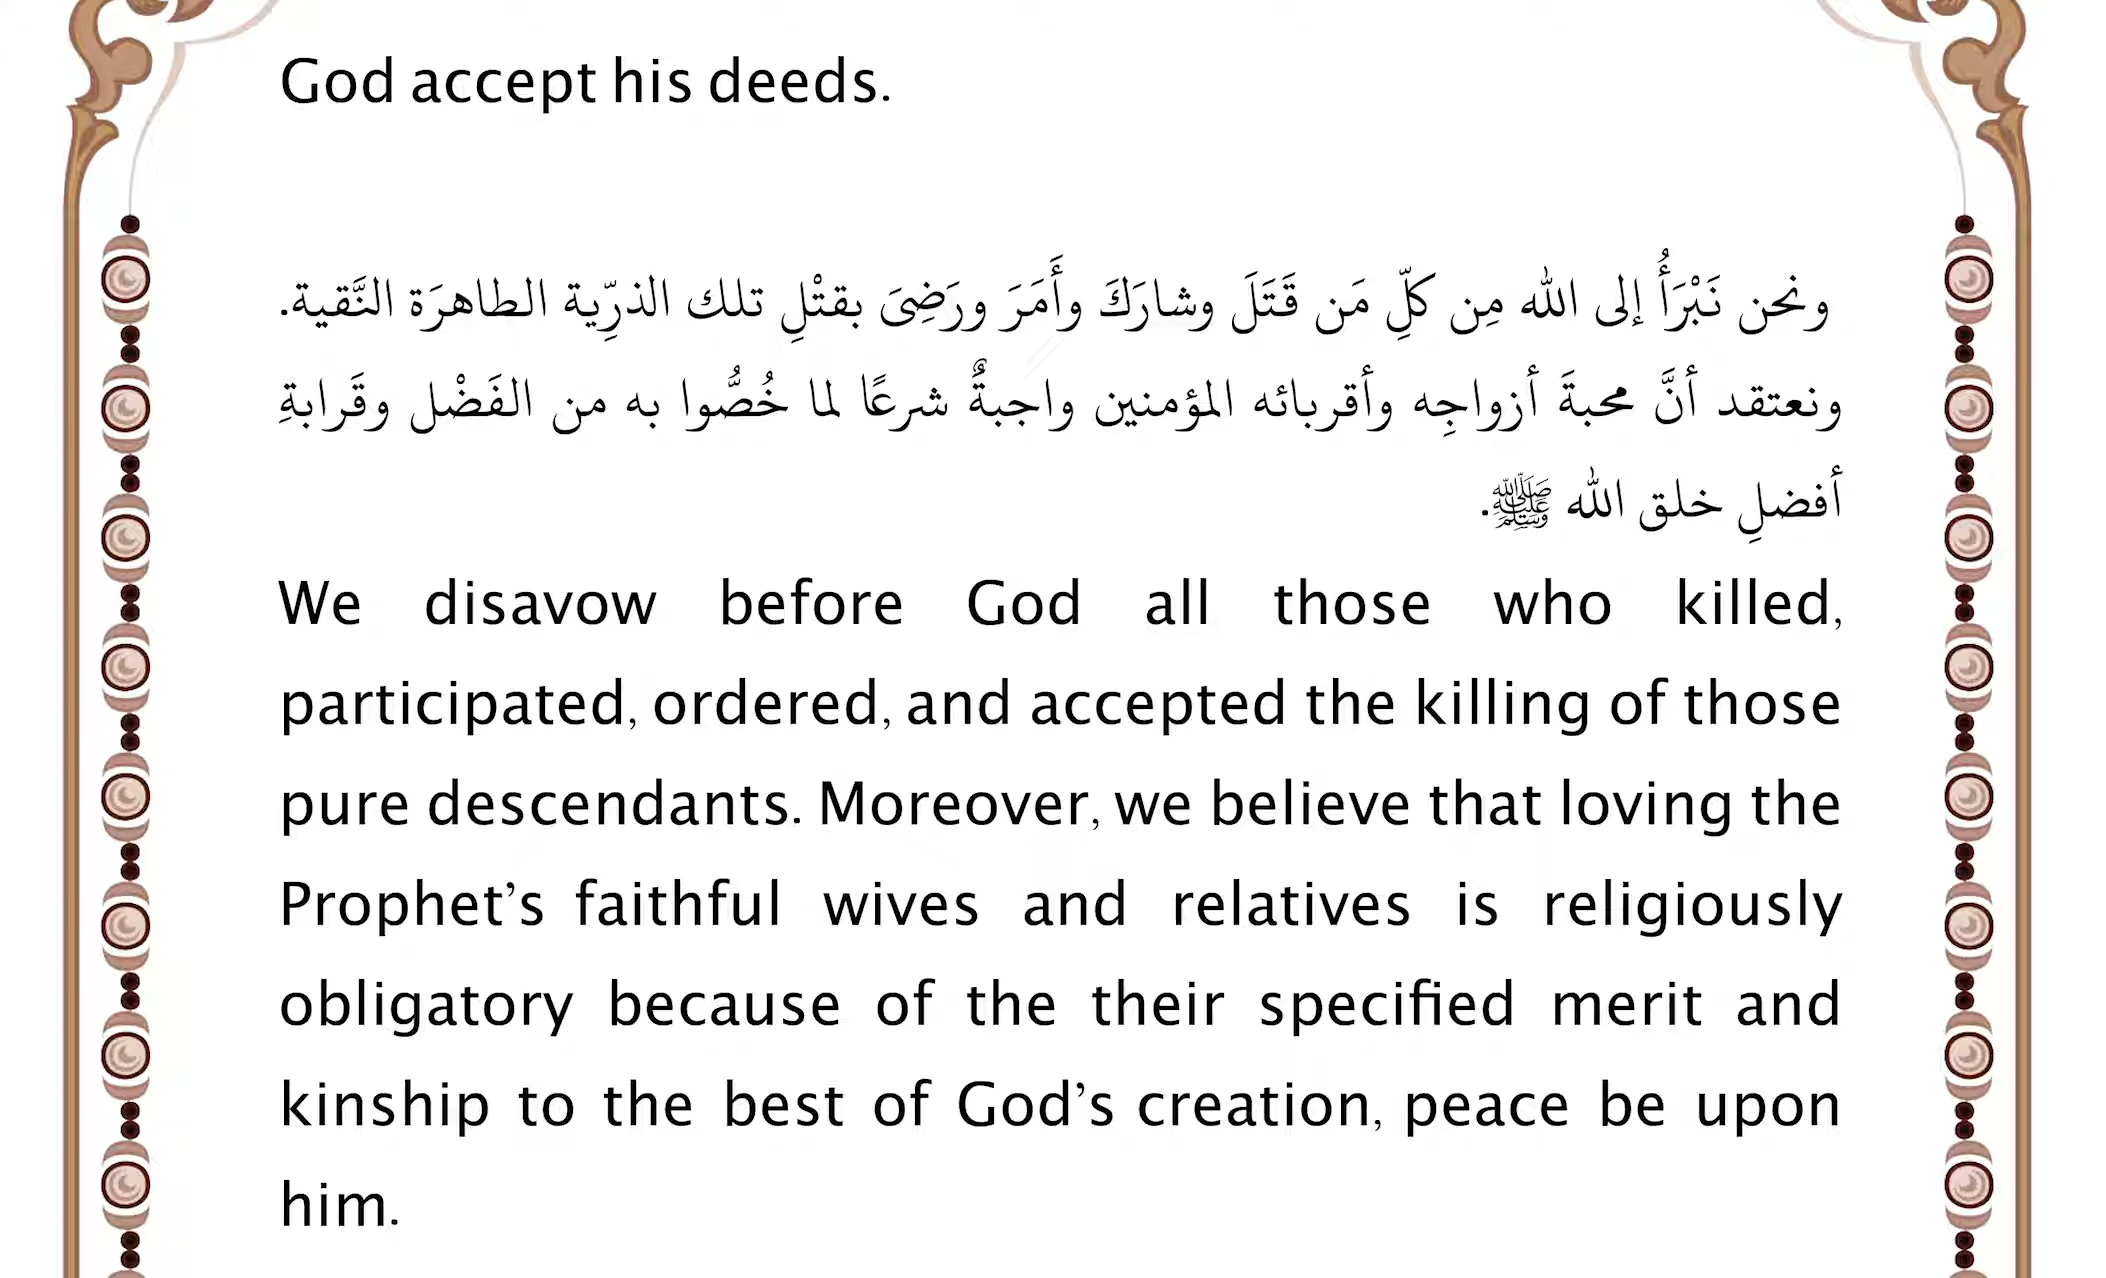 God accept his deeds.
ونحن نَبْرَأُ إلى الله مِن كلِّ مَن قَتَلَ وشارَكَ وأَمَرَ ورَضِىَ بقتْلِ تلك الذرِّية الطاهرَة النَّقية.
ونعتقد أنَّ محبةَ أزواجِه وأقربائه المؤمنين واجبةٌ شرعًا لما خُصُّوا به من الفَضْل وقَرابةِ
أفضلِ خلق الله ﷺ.
We disavow before God all those who killed,
participated, ordered, and accepted the killing of those
pure descendants. Moreover, we believe that loving the
Prophet’s faithful wives and relatives is religiously
obligatory because of the their specified merit and
kinship to the best of God’s creation, peace be upon
him.